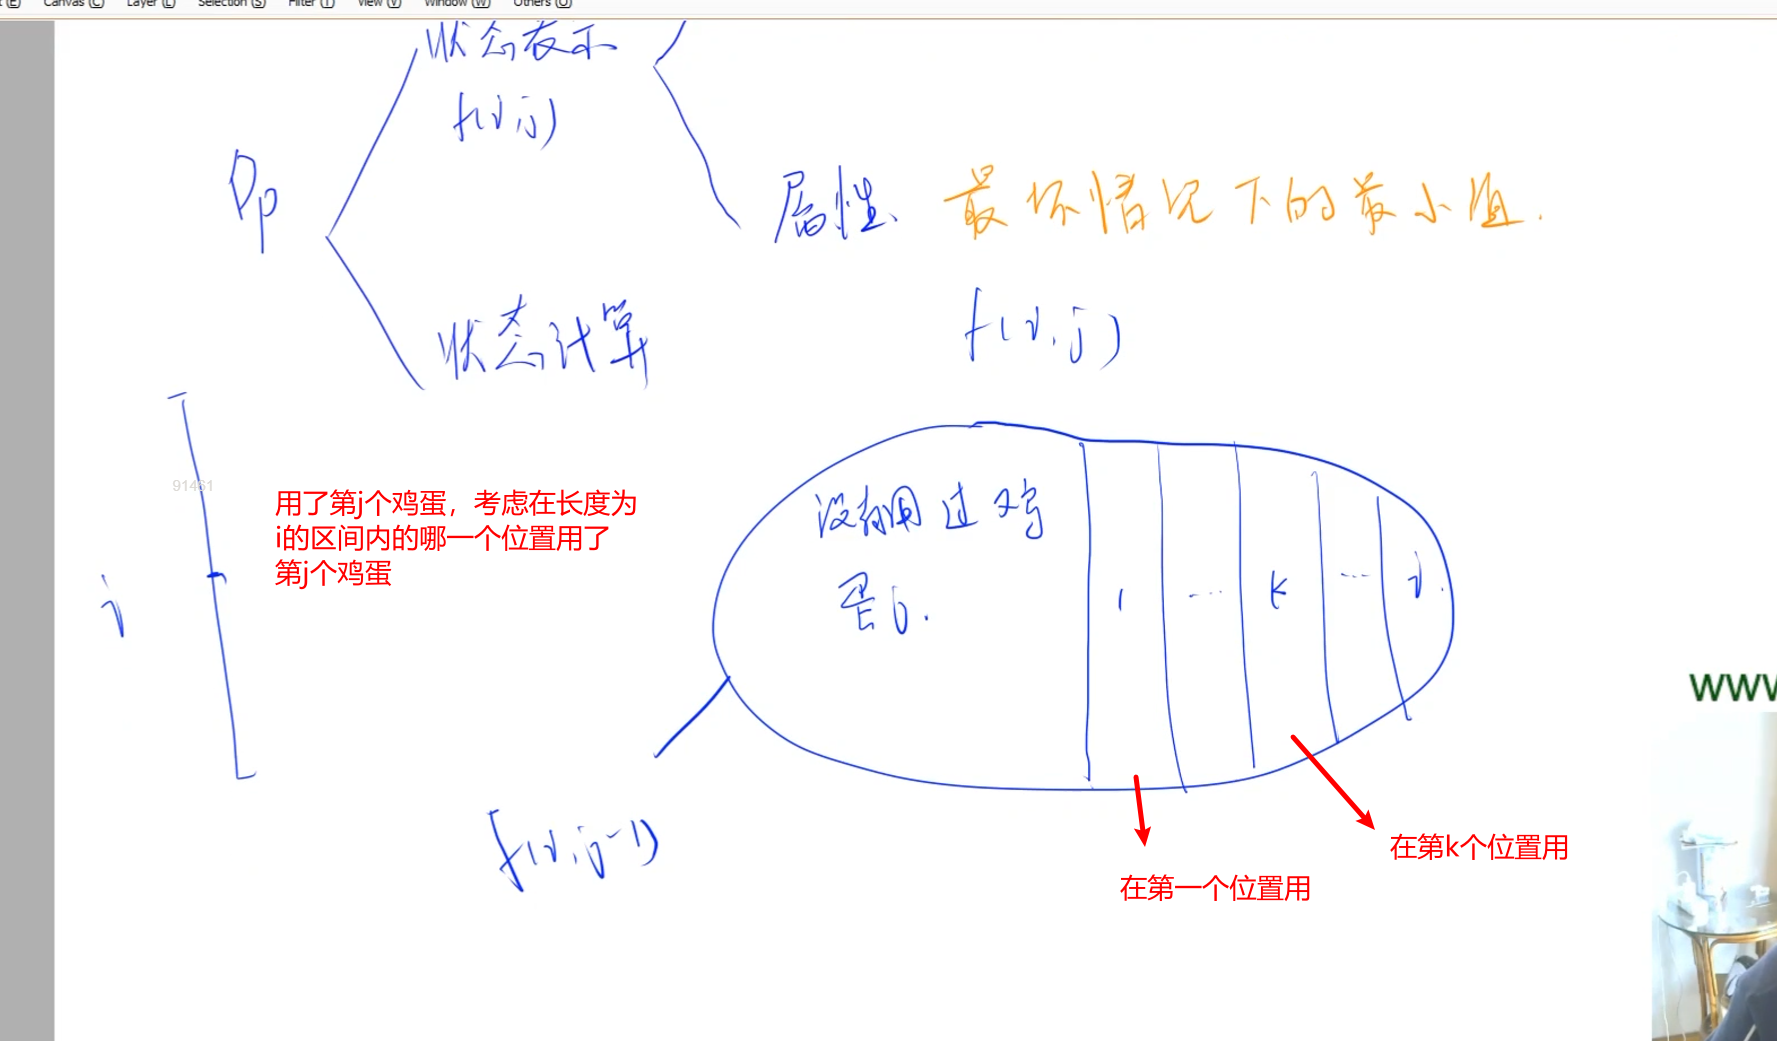 Canvas (C) Layer (L) Selection (S) Filter (T) View (V) Window (W) Others (O)
状态表示
f(i,j)
Dp
属性、 最坏情况下的最小值.
状态计算
f(i,j)
91461
用了第j个鸡蛋，考虑在长度为
i的区间内的哪一个位置用了
第j个鸡蛋
i
没有用过鸡
蛋j.
1 ... k ... i.
f(i,j-1)
在第一个位置用
在第k个位置用
www